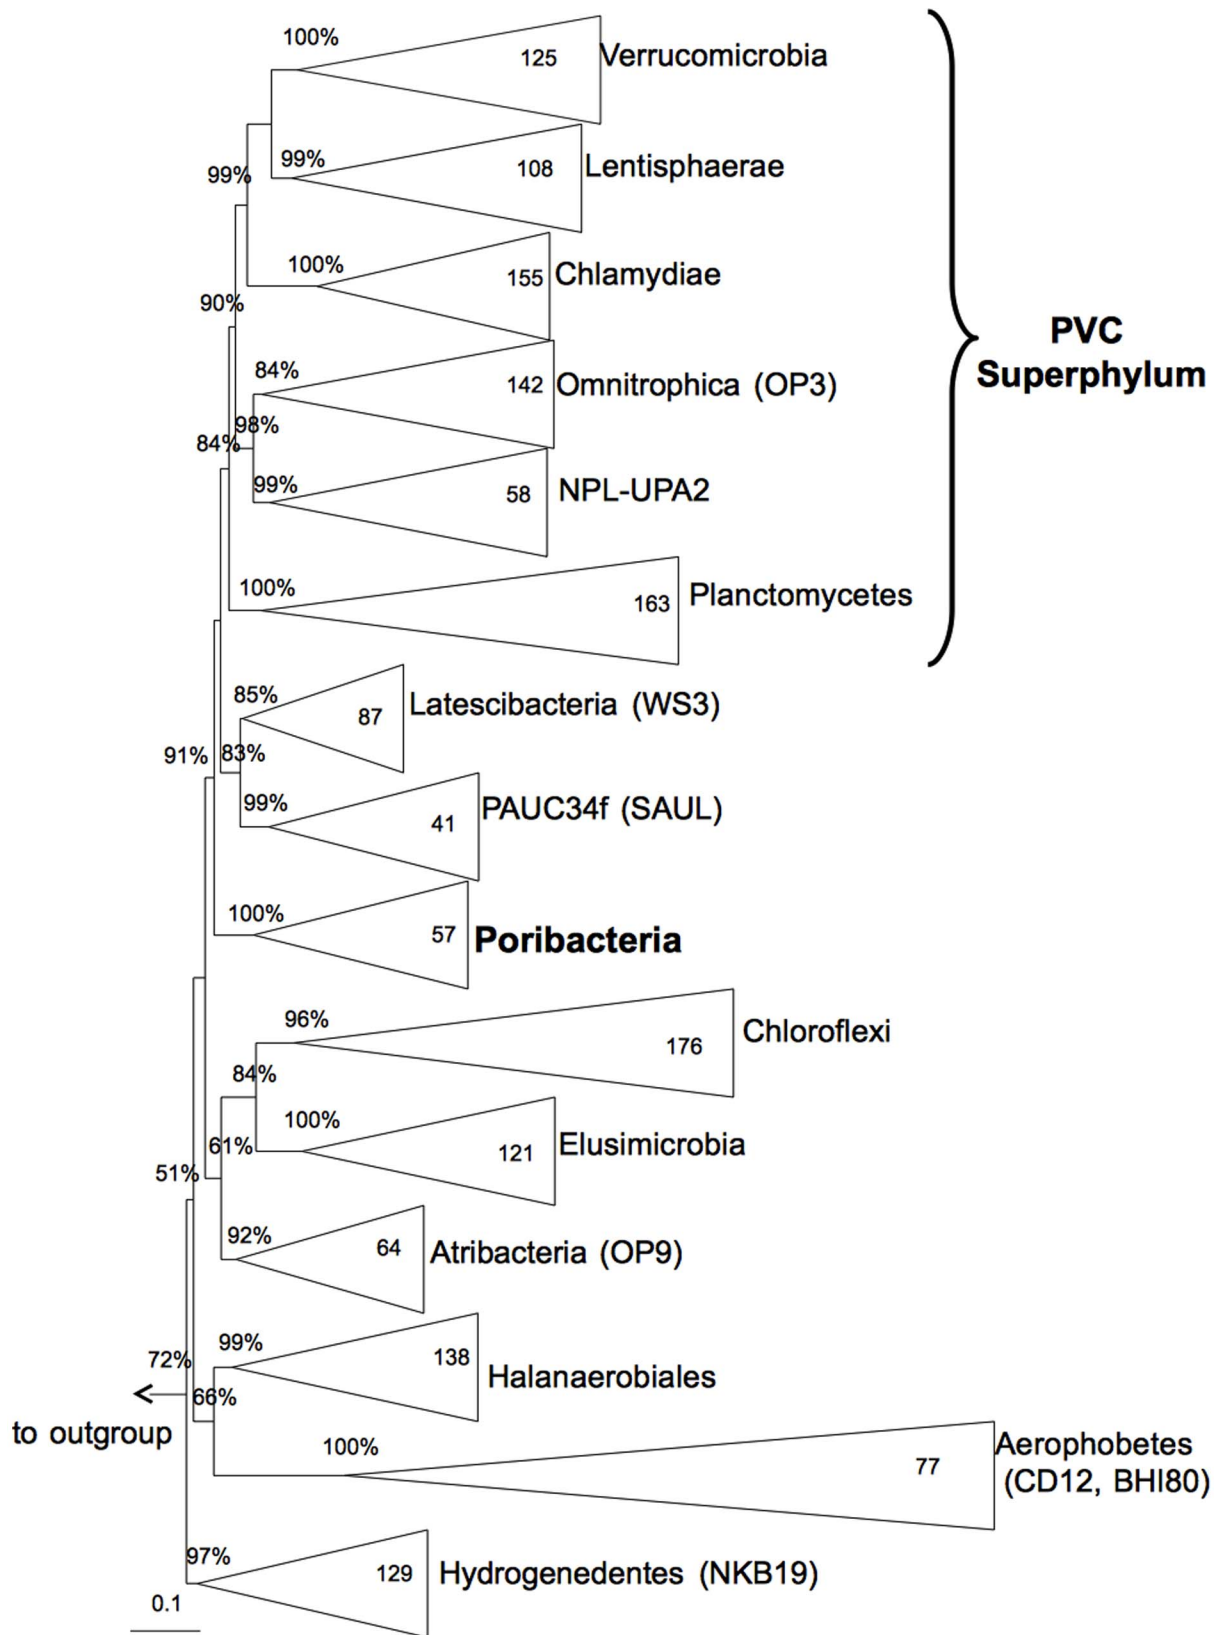 100%
125 Verrucomicrobia
99%
99%
108 Lentisphaerae
100%
155 Chlamydiae
90%
PVC
Superphylum
84%
142 Omnitrophica (OP3)
98%
84%
99%
58 NPL-UPA2
100%
163 Planctomycetes
85%
87 Latescibacteria (WS3)
91%
83%
99%
41 PAUC34f (SAUL)
100%
57 Poribacteria
96%
176 Chloroflexi
84%
100%
61%
121 Elusimicrobia
51%
92%
64 Atribacteria (OP9)
99%
72%
138 Halanaerobiales
66%
to outgroup
100%
77 Aerophobetes
(CD12, BHI80)
97%
129 Hydrogenedentes (NKB19)
0.1